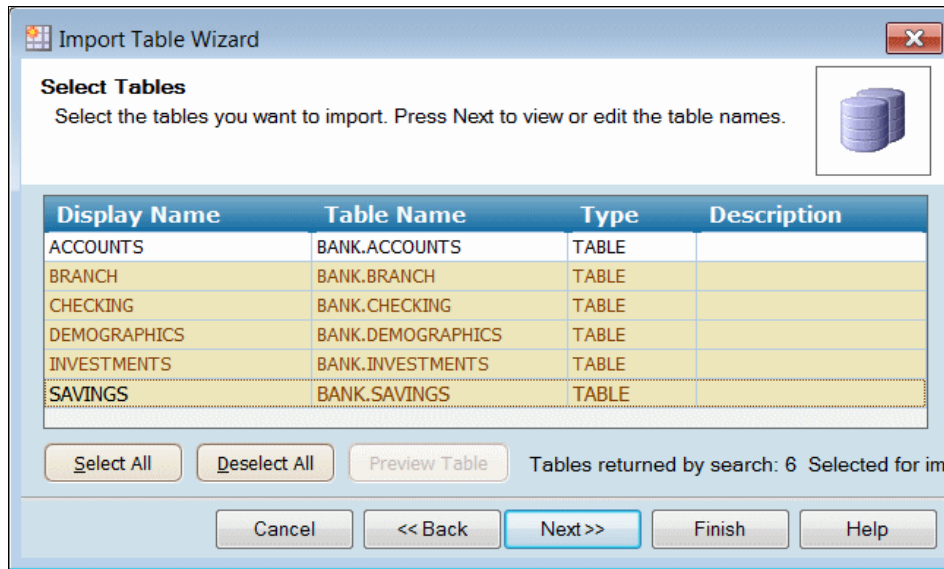 Import Table Wizard
Select Tables
Select the tables you want to import. Press Next to view or edit the table names.
Display Name Table Name Type Description
ACCOUNTS BANK.ACCOUNTS TABLE
BRANCH BANK.BRANCH TABLE
CHECKING BANK.CHECKING TABLE
DEMOGRAPHICS BANK.DEMOGRAPHICS TABLE
INVESTMENTS BANK.INVESTMENTS TABLE
SAVINGS BANK.SAVINGS TABLE
Select All Deselect All Preview Table Tables returned by search: 6 Selected for im
Cancel << Back Next >> Finish Help